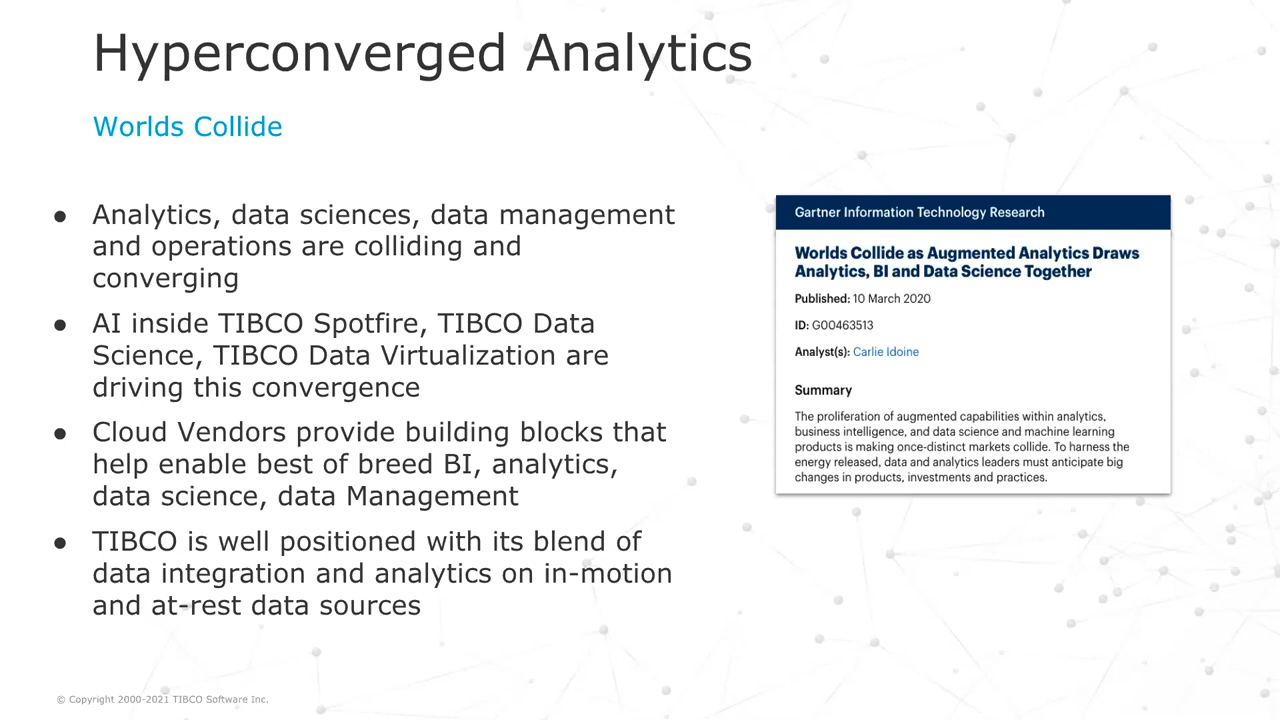 Hyperconverged Analytics
Worlds Collide
● Analytics, data sciences, data management
and operations are colliding and
converging
● AI inside TIBCO Spotfire, TIBCO Data
Science, TIBCO Data Virtualization are
driving this convergence
● Cloud Vendors provide building blocks that
help enable best of breed BI, analytics,
data science, data Management
● TIBCO is well positioned with its blend of
data integration and analytics on in-motion
and at-rest data sources
Gartner Information Technology Research
Worlds Collide as Augmented Analytics Draws
Analytics, BI and Data Science Together
Published: 10 March 2020
ID: G00463513
Analyst(s): Carlie Idoine
Summary
The proliferation of augmented capabilities within analytics,
business intelligence, and data science and machine learning
products is making once-distinct markets collide. To harness the
energy released, data and analytics leaders must anticipate big
changes in products, investments and practices.
© Copyright 2000-2021 TIBCO Software Inc.